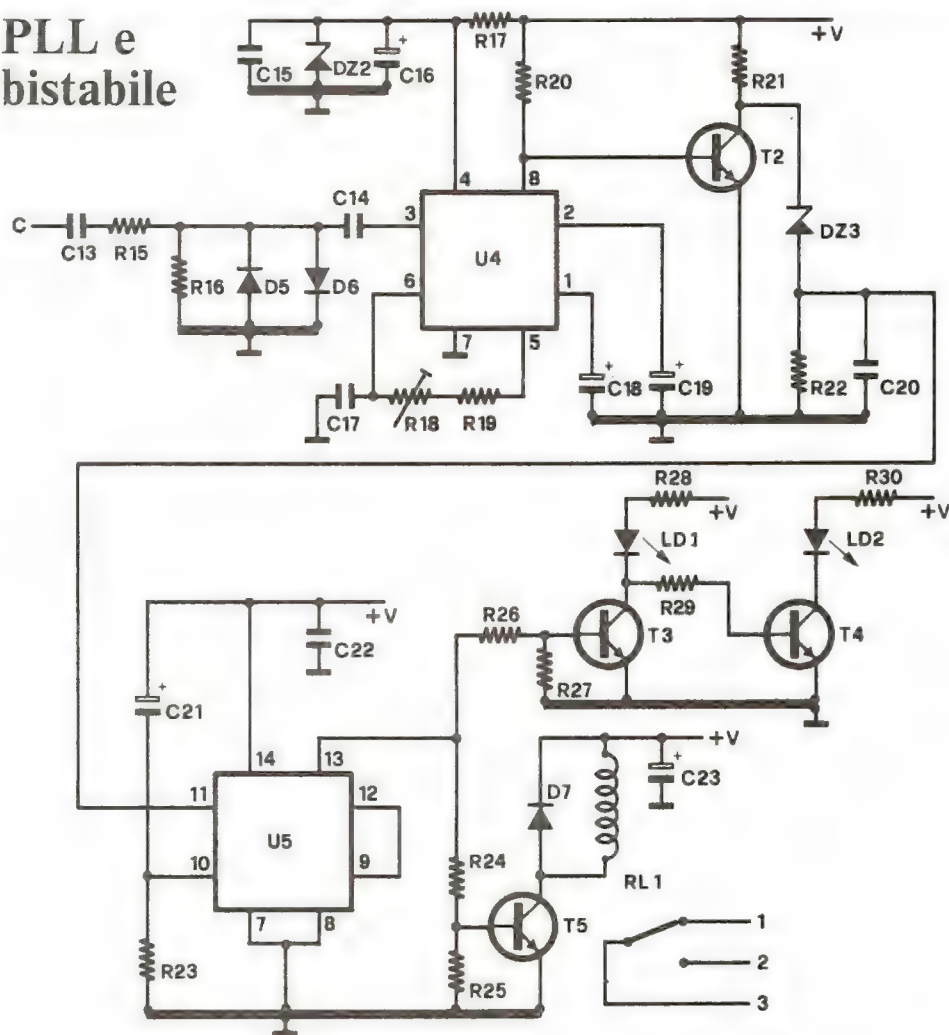 PLL e
bistabile
C15
DZ2
+
C16
R17
+V
R20
R21
T2
4
8
C14
C
C13
R15
3
2
U4
DZ3
R16
D5
D6
6
1
7
5
C17
R18
R19
+
C18
+
C19
R22
C20
R28
+V
R30
+V
LD1
LD2
R29
+V
R26
T3
T4
C22
R27
+
C21
14
13
+V
+
C23
D7
11
12
U5
10
9
R24
RL1
7
8
T5
1
R23
R25
2
3